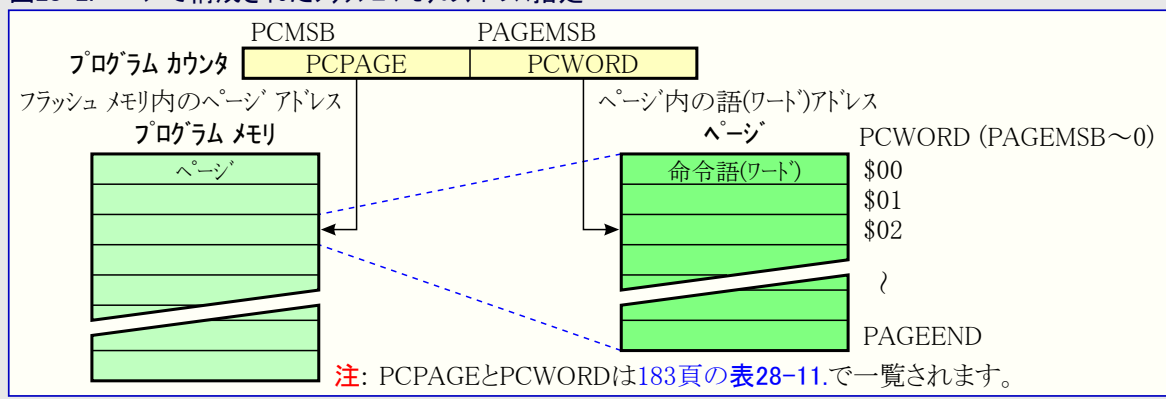 PCMSB PAGEMSB
プログラム カウンタ PCPAGE PCWORD
フラッシュ メモリ内のページ アドレス ページ内の語(ワード)アドレス
プログラム メモリ ページ PCWORD (PAGEMSB～0)
ページ 命令語(ワード) $00
$01
$02
～
PAGEEND
注: PCPAGEとPCWORDは183頁の表28-11.で一覧されます。